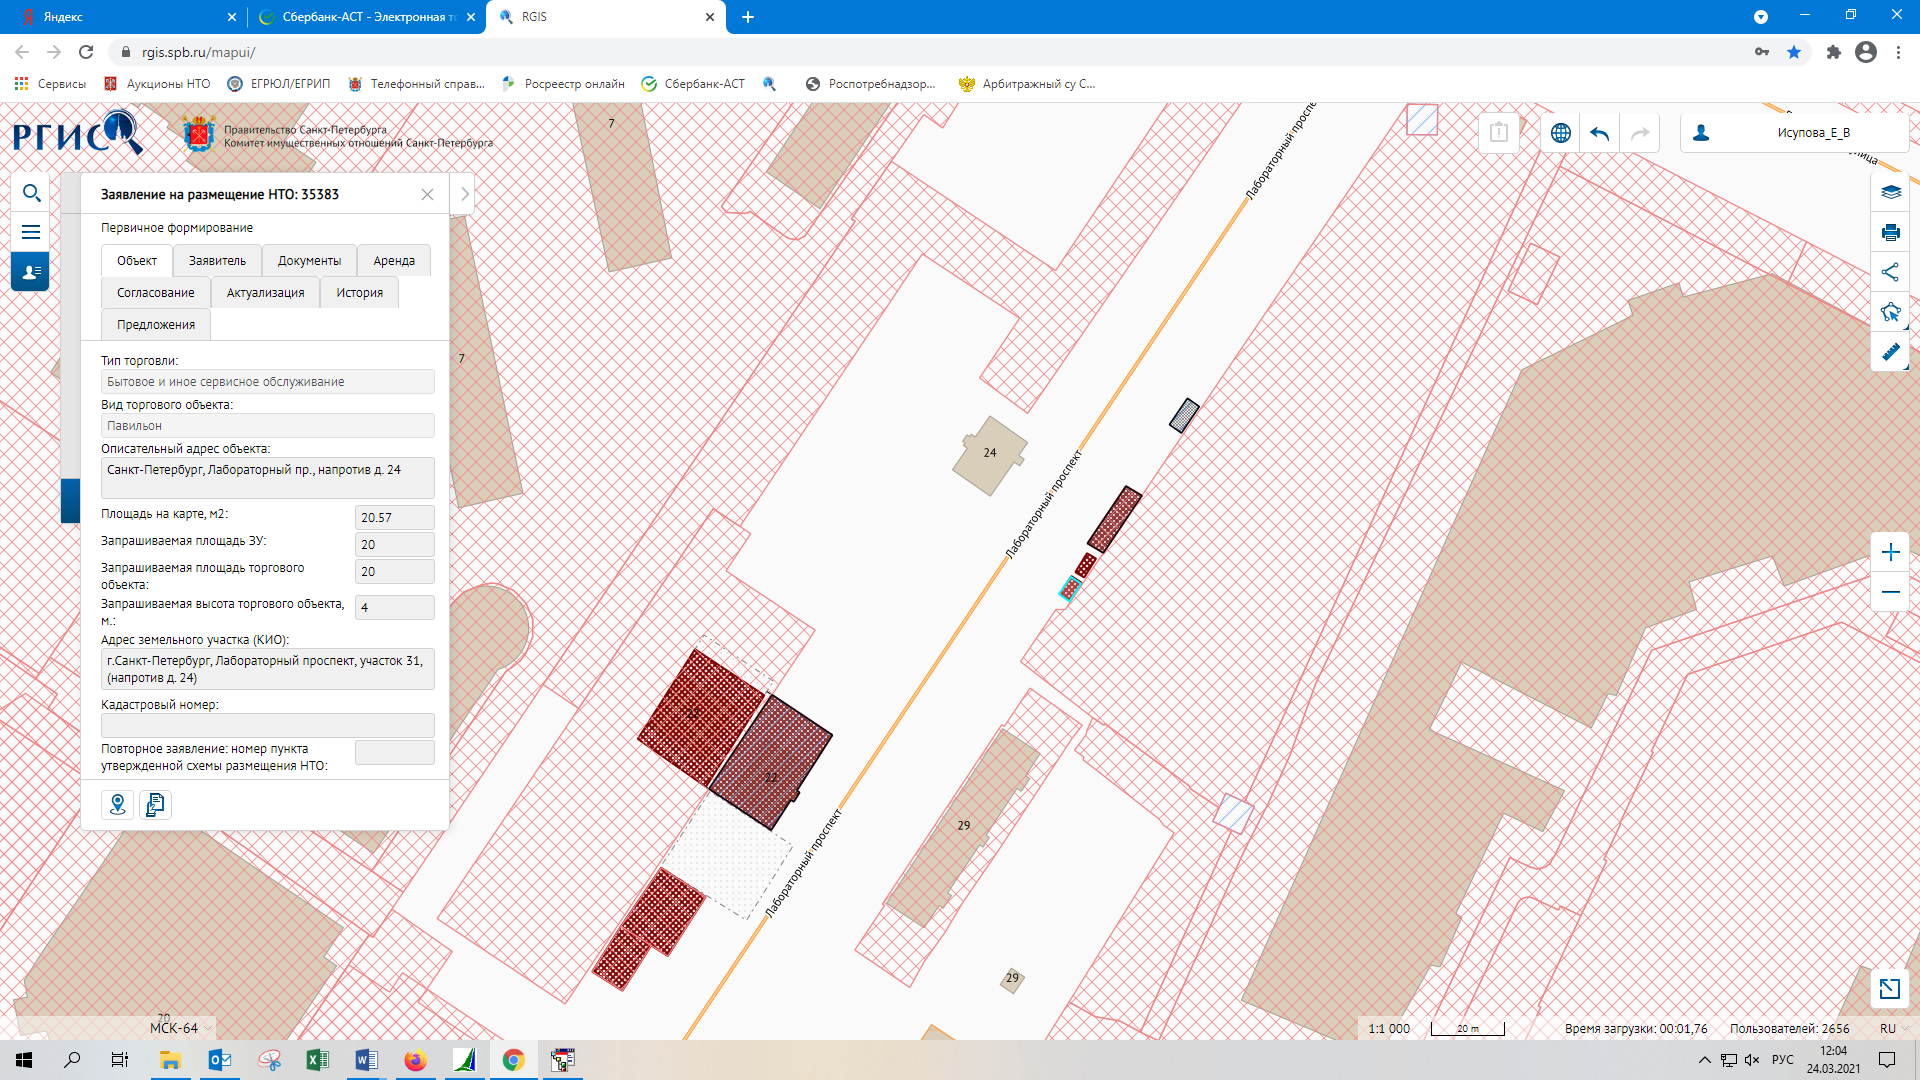 Яндекс
Сбербанк-АСТ - Электронная то
RGIS
rgis.spb.ru/mapui/
Сервисы
Аукционы НТО
ЕГРЮЛ/ЕГРИП
Телефонный справ...
Росреестр онлайн
Сбербанк-АСТ
Роспотребнадзор...
Арбитражный су С...
РГИС
Правительство Санкт-Петербурга
Комитет имущественных отношений Санкт-Петербурга
Исупова_Е_В
Заявление на размещение НТО: 35383
Первичное формирование
Объект
Заявитель
Документы
Аренда
Согласование
Актуализация
История
Предложения
Тип торговли:
Бытовое и иное сервисное обслуживание
Вид торгового объекта:
Павильон
Описательный адрес объекта:
Санкт-Петербург, Лабораторный пр., напротив д. 24
Площадь на карте, м2:
20.57
Запрашиваемая площадь ЗУ:
20
Запрашиваемая площадь торгового
объекта:
20
Запрашиваемая высота торгового объекта,
м.:
4
Адрес земельного участка (КИО):
г.Санкт-Петербург, Лабораторный проспект, участок 31,
(напротив д. 24)
Кадастровый номер:
Повторное заявление: номер пункта
утвержденной схемы размещения НТО:
7
7
Лабораторный проспе
24
Лабораторный проспект
22
22
29
Лабораторный проспект
29
20
МСК-64
1:1 000
20 m
Время загрузки: 00:01,76
Пользователей: 2656
RU
РУС
12:04
24.03.2021